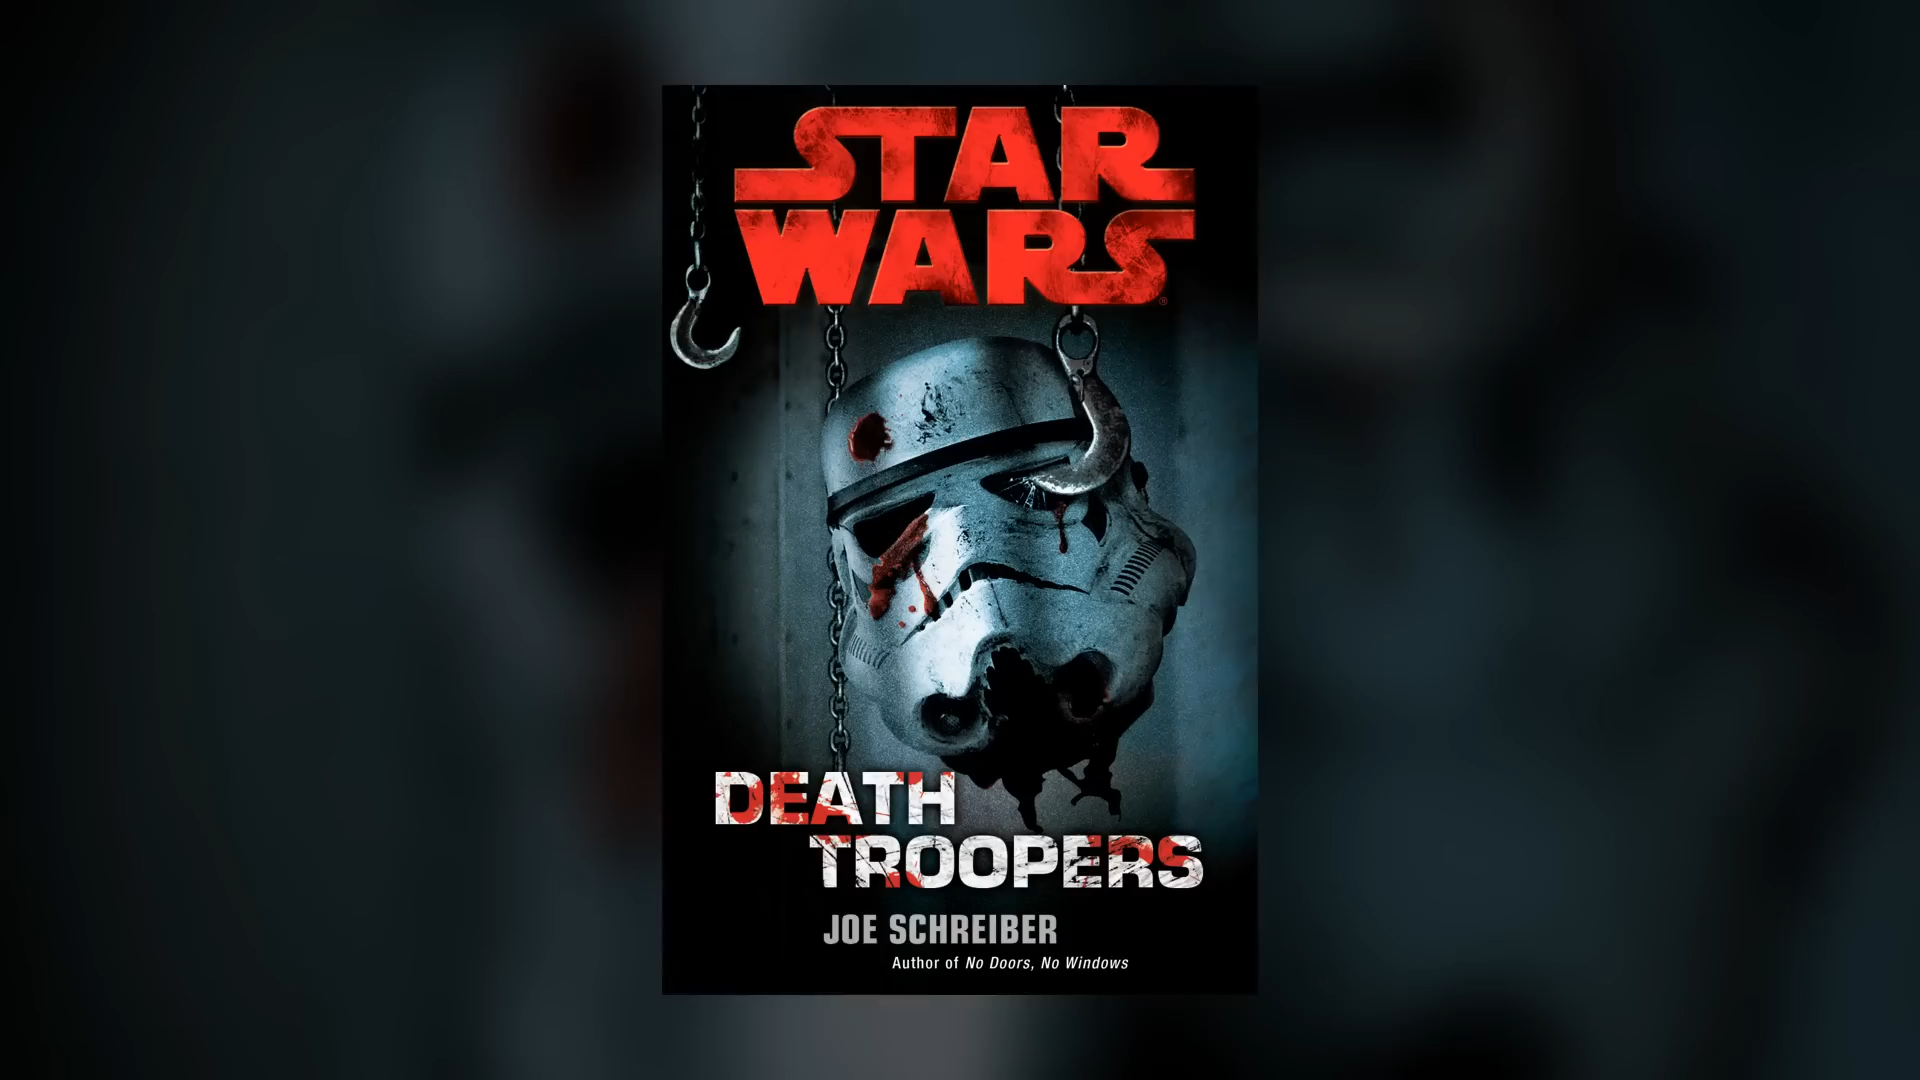 STAR
WARS®
DEATH
TROOPERS
JOE SCHREIBER
Author of No Doors, No Windows